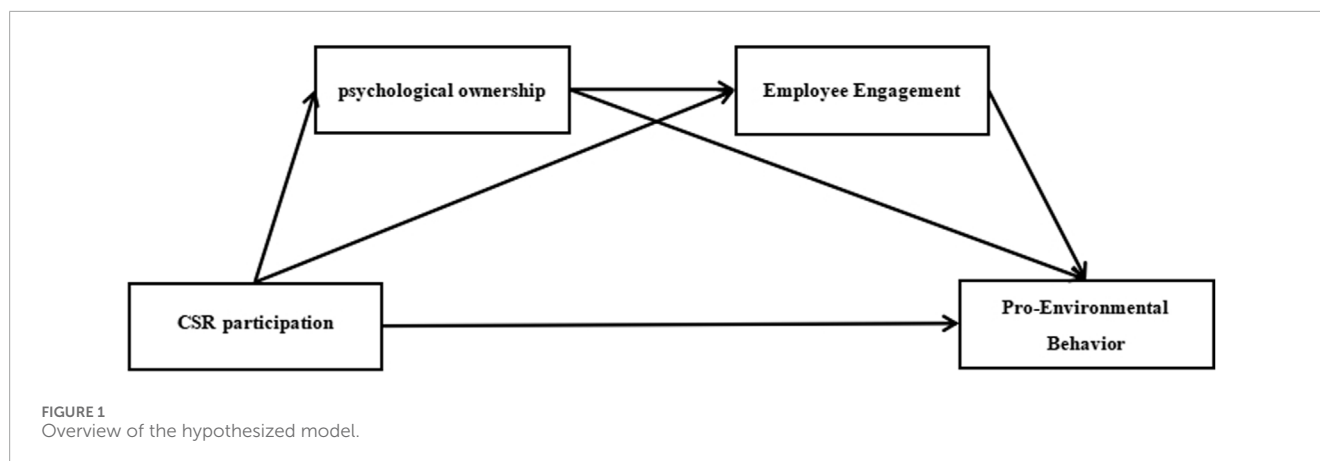 psychological ownership
Employee Engagement
CSR participation
Pro-Environmental
Behavior
FIGURE 1
Overview of the hypothesized model.